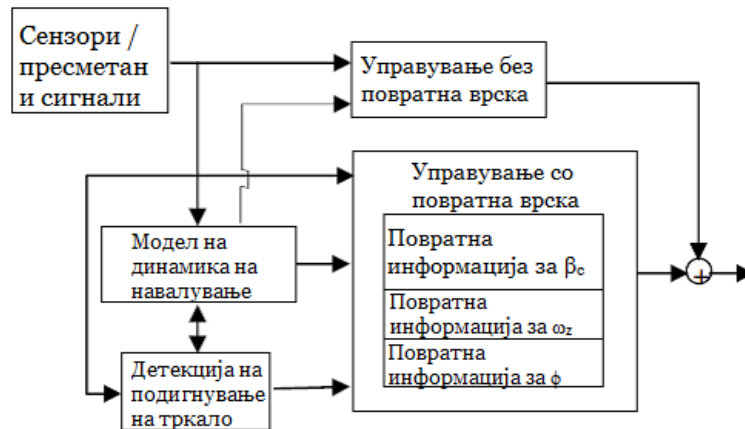 Сензори /
пресметан
и сигнали
Управување без
повратна врска
Управување со
повратна врска
Повратна
информација за βc
Повратна
информација за ωz
Повратна
информација за ϕ
Модел на
динамика на
навалување
Детекција на
подигнување
на тркало
+